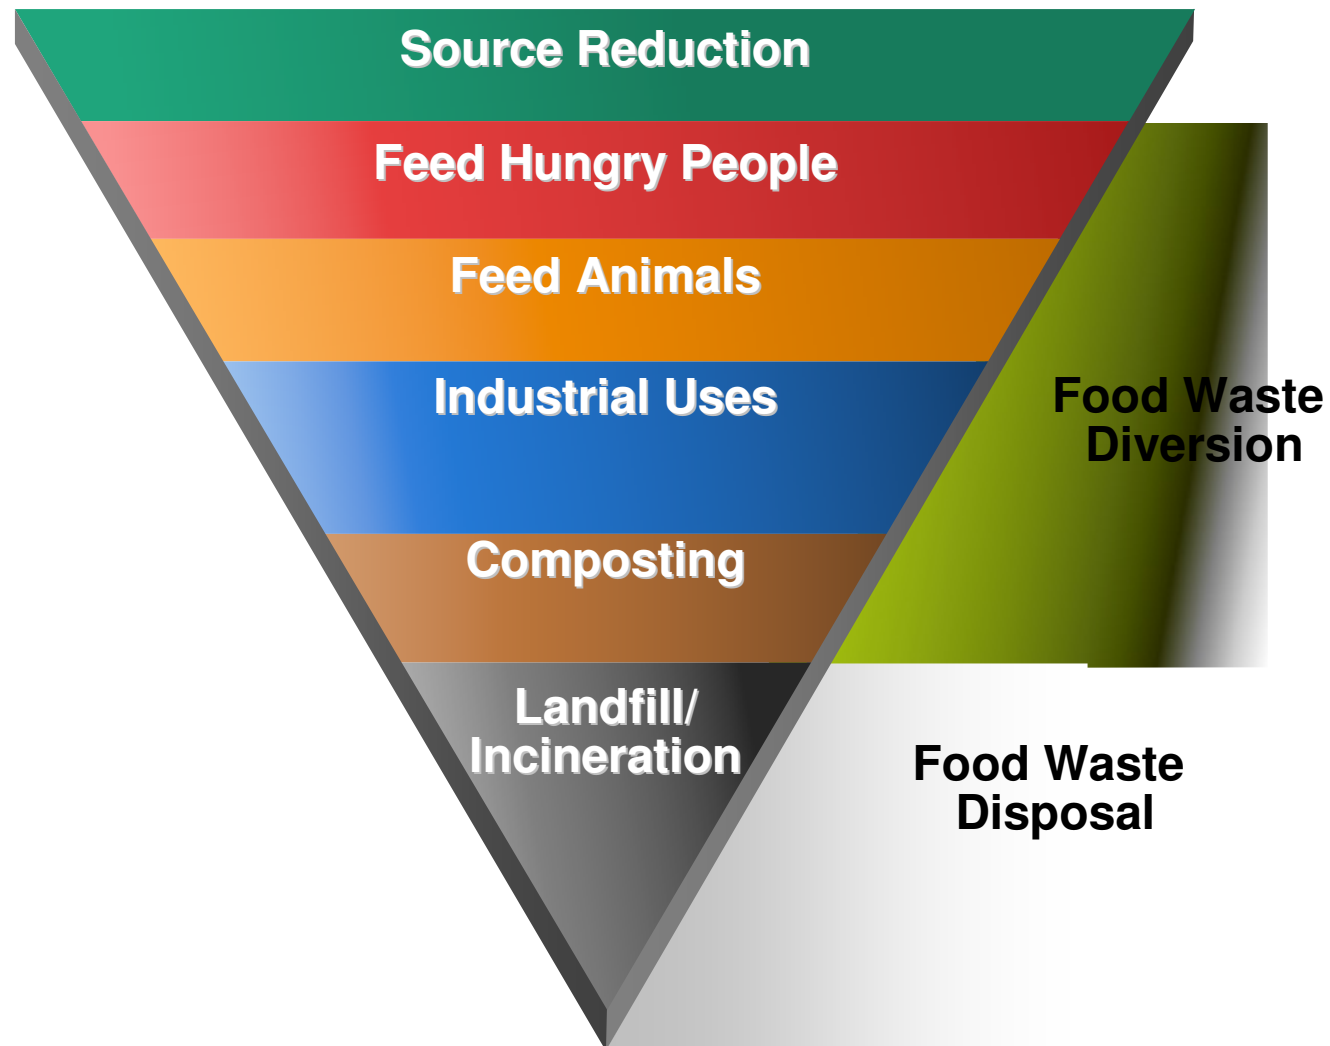 Source Reduction
Feed Hungry People
Feed Animals
Industrial Uses
Food Waste
Diversion
Composting
Landfill/
Incineration
Food Waste
Disposal